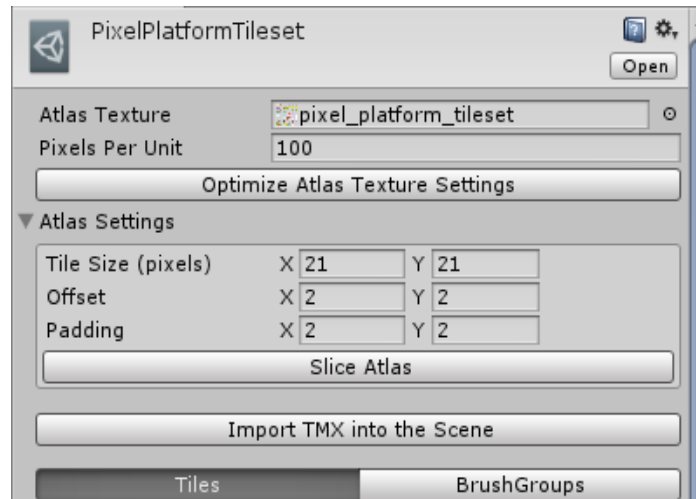 PixelPlatformTileset
Open
Atlas Texture pixel_platform_tileset
Pixels Per Unit 100
Optimize Atlas Texture Settings
Atlas Settings
Tile Size (pixels) X 21 Y 21
Offset X 2 Y 2
Padding X 2 Y 2
Slice Atlas
Import TMX into the Scene
Tiles BrushGroups